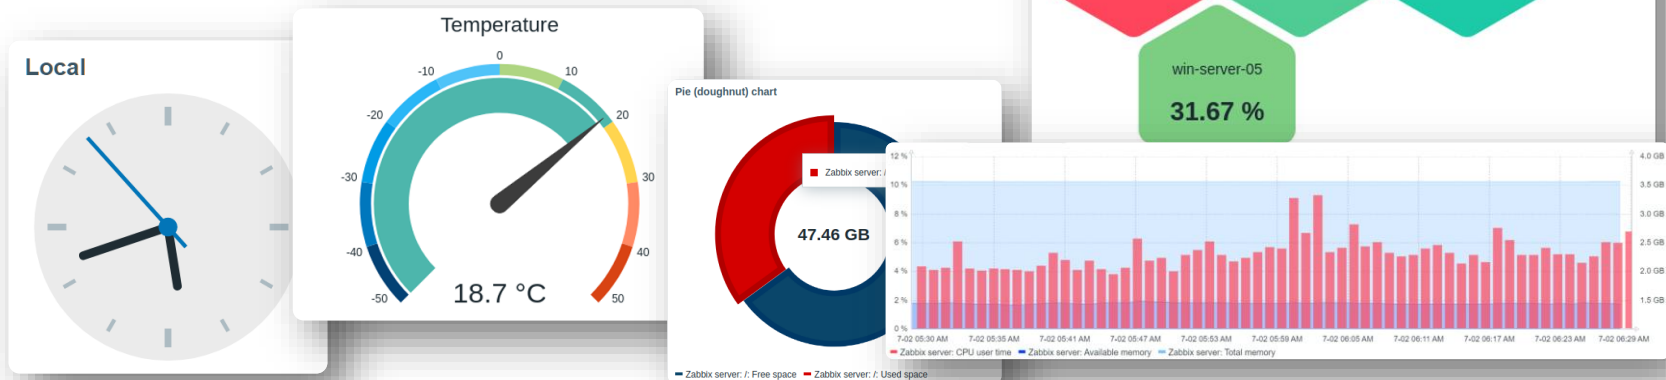 Local
Temperature
0
-10
10
-20
20
-30
30
-40
40
-50
50
18.7 °C
Pie (doughnut) chart
Zabbix server: /
47.46 GB
Zabbix server: /: Free space
Zabbix server: /: Used space
win-server-05
31.67 %
12 %
10 %
8 %
6 %
4 %
2 %
0 %
4.0 GB
3.5 GB
3.0 GB
2.5 GB
2.0 GB
1.5 GB
7-02 05:30 AM 7-02 05:35 AM 7-02 05:41 AM 7-02 05:47 AM 7-02 05:53 AM 7-02 05:59 AM 7-02 06:05 AM 7-02 06:11 AM 7-02 06:17 AM 7-02 06:23 AM 7-02 06:29 AM
Zabbix server: CPU user time Zabbix server: Available memory Zabbix server: Total memory